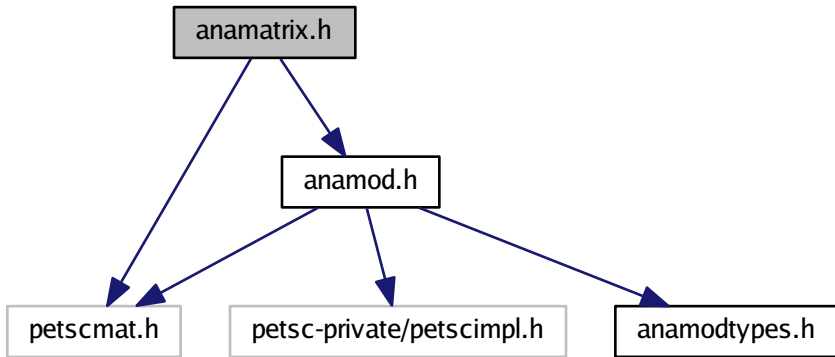 anamatrix.h
anamod.h
petscmat.h
petsc-private/petscimpl.h
anamodtypes.h